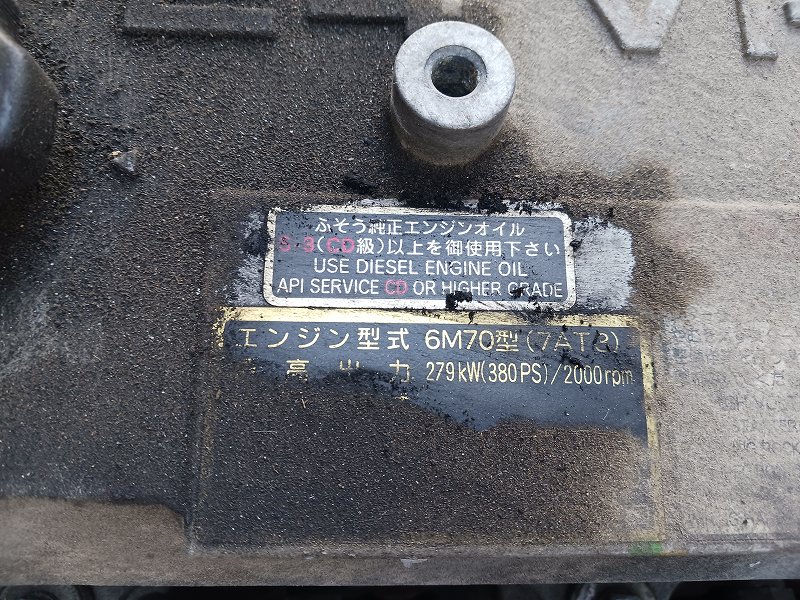 ふそう純正エンジンオイル
S-3(CD級)以上を御使用下さい
USE DIESEL ENGINE OIL
API SERVICE CD OR HIGHER GRADE
エンジン型式 6M70型(7AT2)
高出力 279kW(380PS)/2000rpm